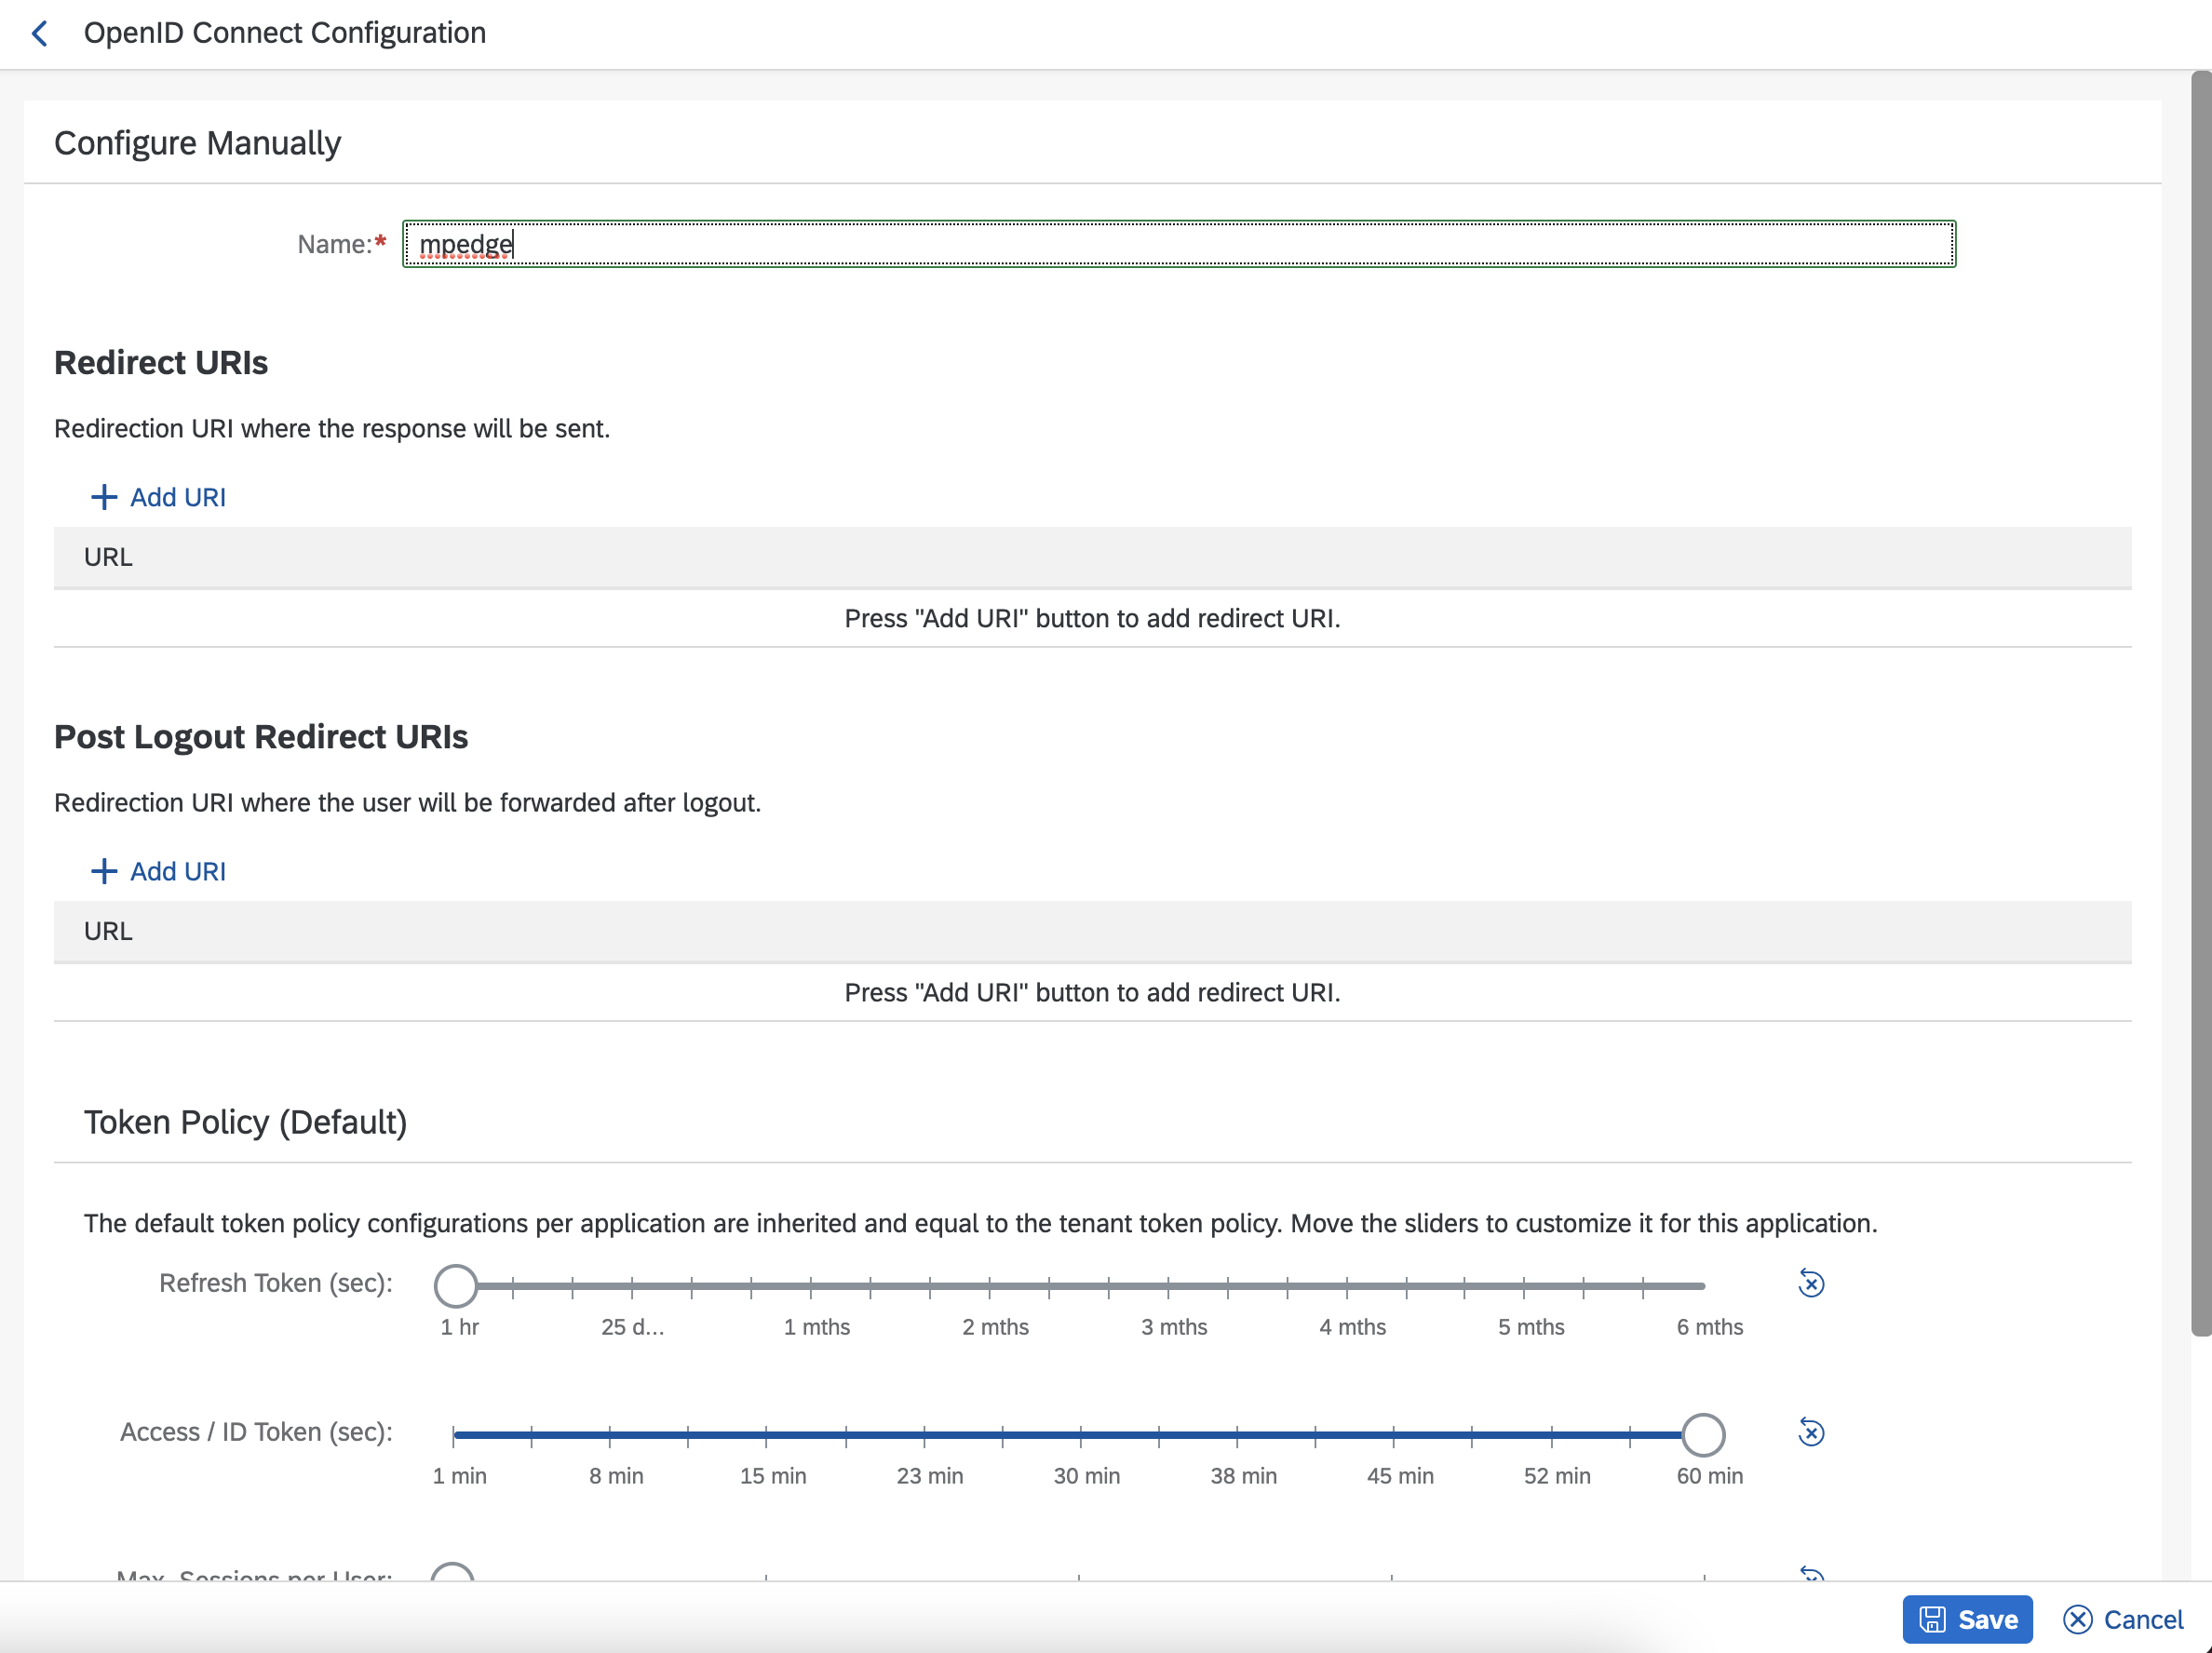 OpenID Connect Configuration
Configure Manually
Name:* mpedge
Redirect URIs
Redirection URI where the response will be sent.
Add URI
URL
Press "Add URI" button to add redirect URI.
Post Logout Redirect URIs
Redirection URI where the user will be forwarded after logout.
Add URI
URL
Press "Add URI" button to add redirect URI.
Token Policy (Default)
The default token policy configurations per application are inherited and equal to the tenant token policy. Move the sliders to customize it for this application.
Refresh Token (sec):
1 hr 25 d... 1 mths 2 mths 3 mths 4 mths 5 mths 6 mths
Access / ID Token (sec):
1 min 8 min 15 min 23 min 30 min 38 min 45 min 52 min 60 min
Max. Sessions per User:
Save Cancel